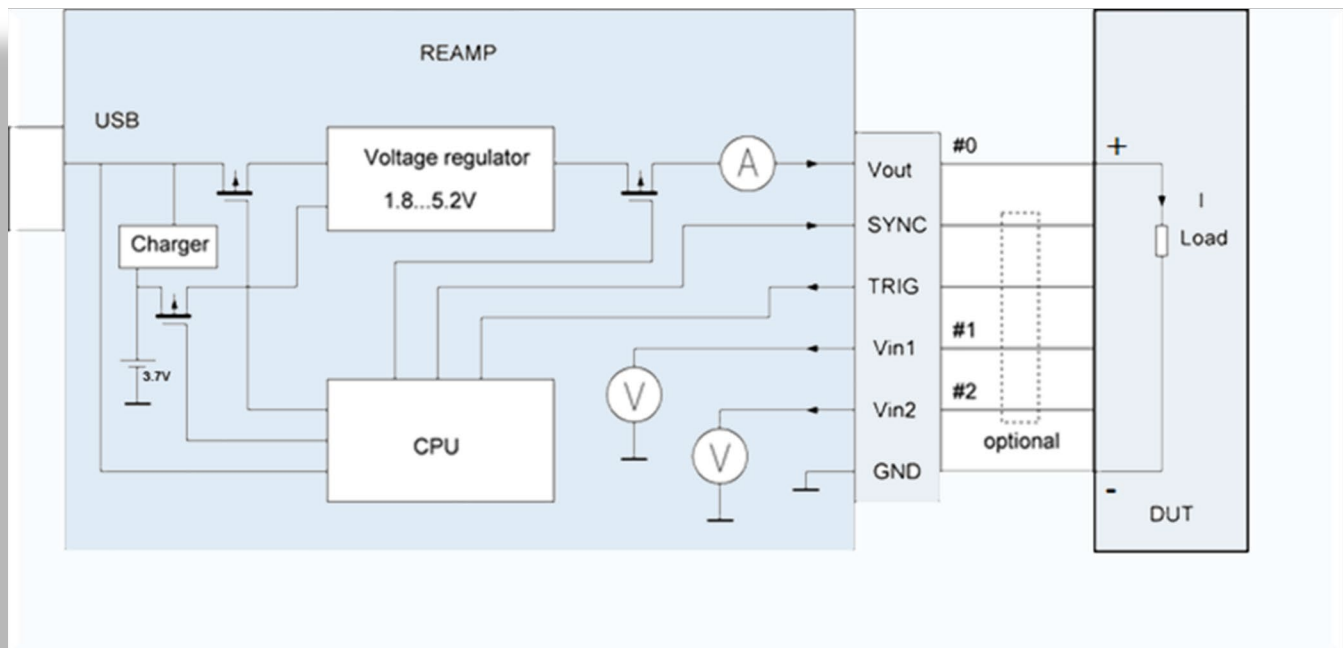 REAMP
USB
Voltage regulator
1.8...5.2V
A
Charger
3.7V
CPU
V
V
Vout
SYNC
TRIG
Vin1
Vin2
GND
#0
#1
#2
optional
+
I
Load
-
DUT